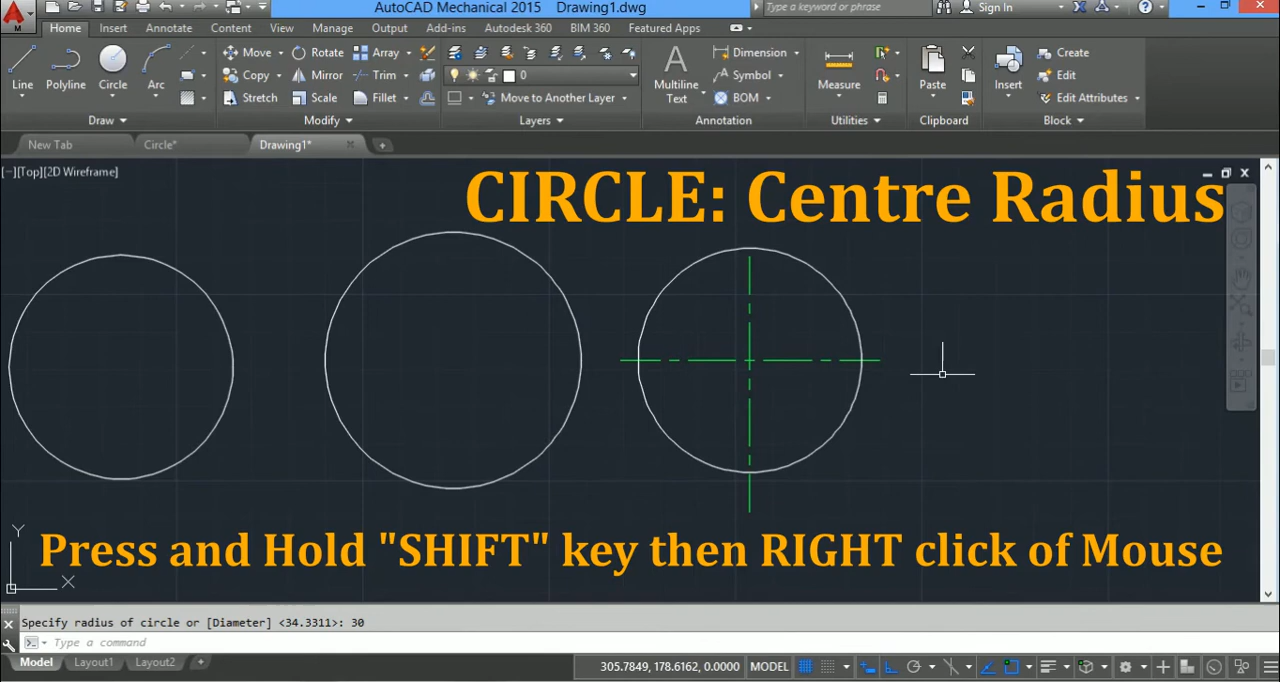 AutoCAD Mechanical 2015 Drawing1.dwg
Type a keyword or phrase
Sign In
Home Insert Annotate Content View Manage Output Add-ins Autodesk 360 BIM 360 Featured Apps
Line Polyline Circle Arc
Move Rotate Array
Copy Mirror Trim
Stretch Scale Fillet
0
Move to Another Layer
Multiline Text
Dimension
Symbol
BOM
Measure
Paste
Insert
Create
Edit
Edit Attributes
Draw Modify Layers Annotation Utilities Clipboard Block
New Tab Circle* Drawing1*
[−][Top][2D Wireframe]
CIRCLE: Centre Radius
Y
X
Press and Hold "SHIFT" key then RIGHT click of Mouse
Specify radius of circle or [Diameter] <34.3311>: 30
Type a command
Model Layout1 Layout2
305.7849, 178.6162, 0.0000 MODEL